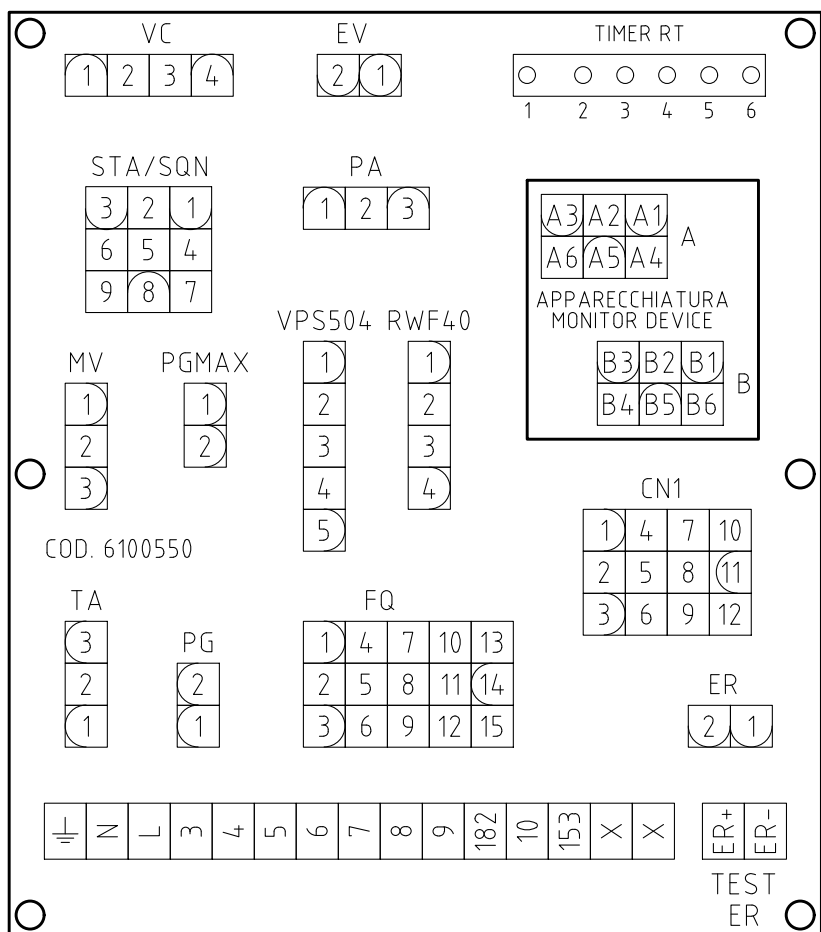 VC EV TIMER RT
1 2 3 4 2 1
1 2 3 4 5 6
STA/SQN PA
3 2 1 1 2 3 A3 A2 A1
A
6 5 4 A6 A5 A4
9 8 7
APPARECCHIATURA
MONITOR DEVICE
VPS504 RWF40
MV PGMAX
1 1 B3 B2 B1
B
1 1 2 2 B4 B5 B6
2 2 3 3
3 4 4
CN1
5 1 4 7 10
COD. 6100550
2 5 8 11
TA FQ
3 6 9 12
3 1 4 7 10 13
PG
2 2 2 5 8 11 14
ER
1 1 3 6 9 12 15 2 1
N L 3 4 5 6 7 8 9 182 10 153 X X ER+ ER-
TEST
ER